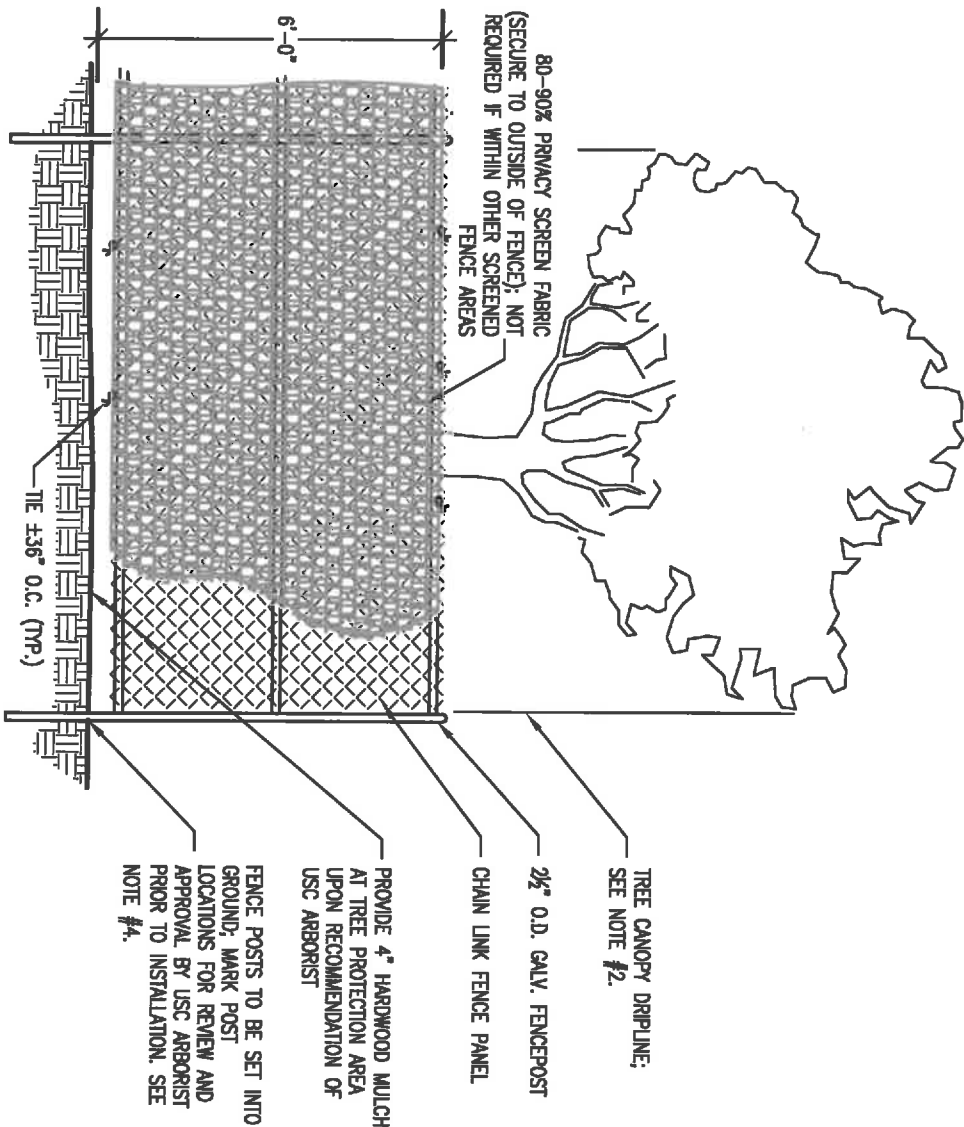 80-90% PRIVACY SCREEN FABRIC
(SECURE TO OUTSIDE OF FENCE); NOT
REQUIRED IF WITHIN OTHER SCREENED
FENCE AREAS
6'-0"
TIE ±36" O.C. (TYP.)
TREE CANOPY DRIPLINE;
SEE NOTE #2.
2½" O.D. GALV. FENCEPOST
CHAIN LINK FENCE PANEL
PROVIDE 4" HARDWOOD MULCH
AT TREE PROTECTION AREA
UPON RECOMMENDATION OF
USC ARBORIST
FENCE POSTS TO BE SET INTO
GROUND; MARK POST
LOCATIONS FOR REVIEW AND
APPROVAL BY USC ARBORIST
PRIOR TO INSTALLATION. SEE
NOTE #4.